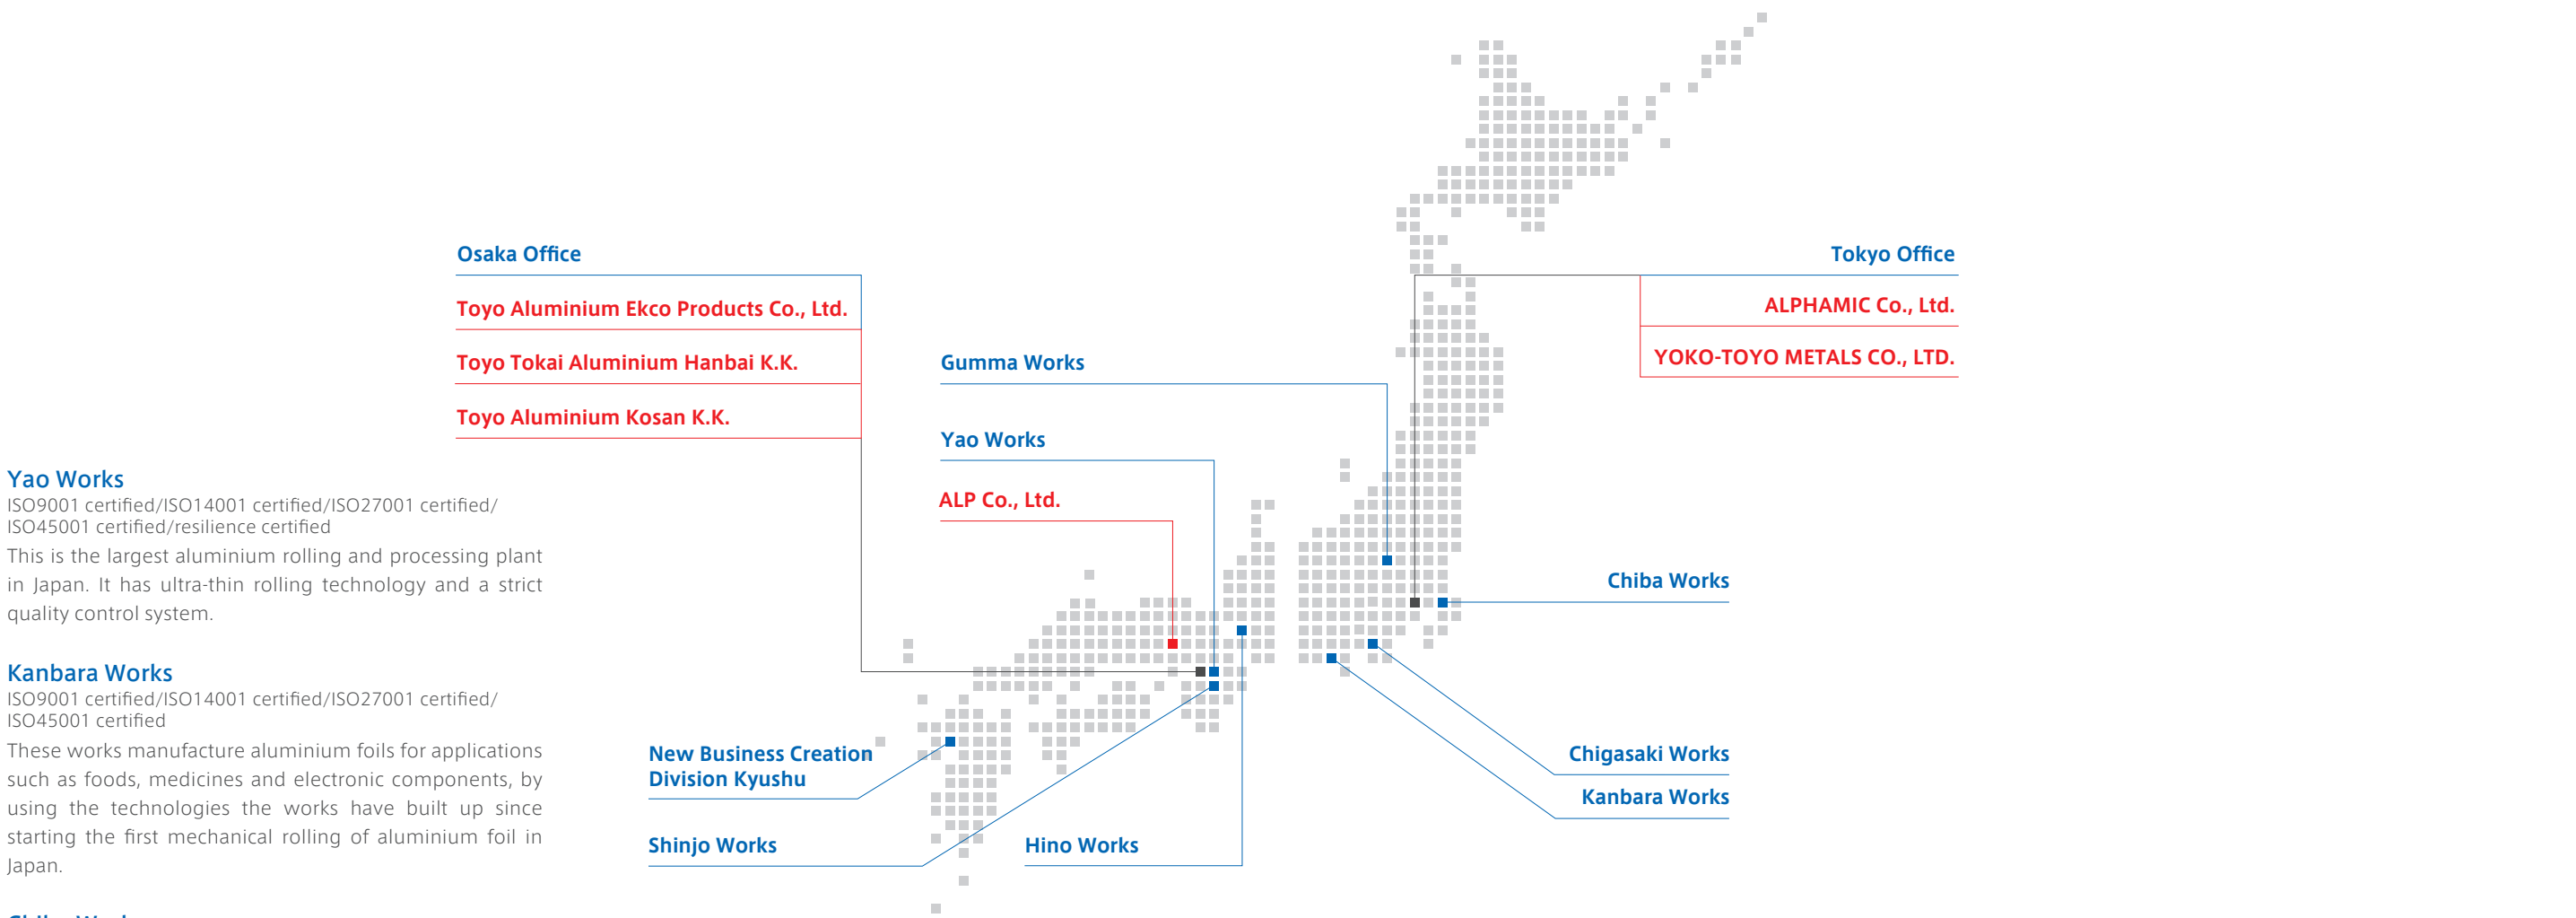 Osaka Office
Toyo Aluminium Ekco Products Co., Ltd.
Toyo Tokai Aluminium Hanbai K.K.
Toyo Aluminium Kosan K.K.
Gumma Works
Yao Works
ALP Co., Ltd.
Tokyo Office
ALPHAMIC Co., Ltd.
YOKO-TOYO METALS CO., LTD.
Chiba Works
Chigasaki Works
Kanbara Works
New Business Creation
Division Kyushu
Shinjo Works
Hino Works
Yao Works
ISO9001 certified/ISO14001 certified/ISO27001 certified/
ISO45001 certified/resilience certified
This is the largest aluminium rolling and processing plant
in Japan. It has ultra-thin rolling technology and a strict
quality control system.
Kanbara Works
ISO9001 certified/ISO14001 certified/ISO27001 certified/
ISO45001 certified
These works manufacture aluminium foils for applications
such as foods, medicines and electronic components, by
using the technologies the works have built up since
starting the first mechanical rolling of aluminium foil in
Japan.